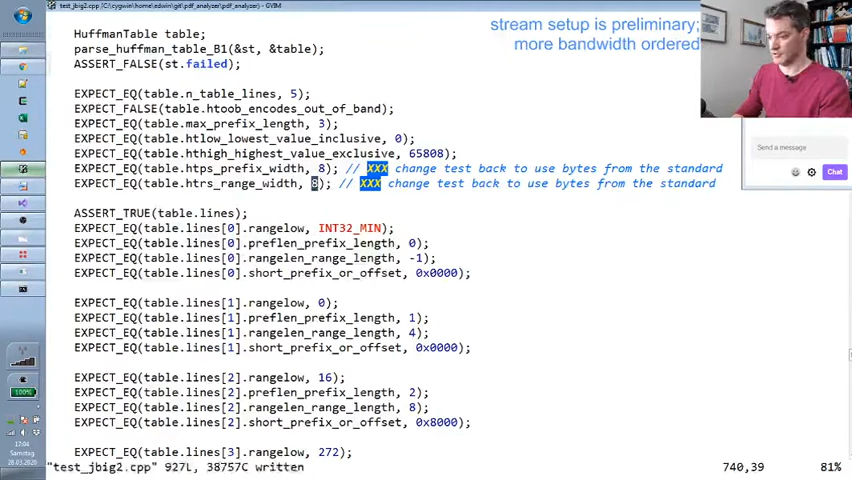 test_jbig2.cpp (C:\cygwin\home\edwin\git\pdf_analyzer\pdf_analyzer) - GVIM
stream setup is preliminary;
more bandwidth ordered
HuffmanTable table;
parse_huffman_table_B1(&st, &table);
ASSERT_FALSE(st.failed);
EXPECT_EQ(table.n_table_lines, 5);
EXPECT_FALSE(table.htoob_encodes_out_of_band);
EXPECT_EQ(table.max_prefix_length, 3);
EXPECT_EQ(table.htlow_lowest_value_inclusive, 0);
EXPECT_EQ(table.hthigh_highest_value_exclusive, 65808);
EXPECT_EQ(table.htps_prefix_width, 8); // XXX change test back to use bytes from the standard
EXPECT_EQ(table.htrs_range_width, 8); // XXX change test back to use bytes from the standard
ASSERT_TRUE(table.lines);
EXPECT_EQ(table.lines[0].rangelow, INT32_MIN);
EXPECT_EQ(table.lines[0].preflen_prefix_length, 0);
EXPECT_EQ(table.lines[0].rangelen_range_length, -1);
EXPECT_EQ(table.lines[0].short_prefix_or_offset, 0x0000);
EXPECT_EQ(table.lines[1].rangelow, 0);
EXPECT_EQ(table.lines[1].preflen_prefix_length, 1);
EXPECT_EQ(table.lines[1].rangelen_range_length, 4);
EXPECT_EQ(table.lines[1].short_prefix_or_offset, 0x0000);
EXPECT_EQ(table.lines[2].rangelow, 16);
EXPECT_EQ(table.lines[2].preflen_prefix_length, 2);
EXPECT_EQ(table.lines[2].rangelen_range_length, 8);
EXPECT_EQ(table.lines[2].short_prefix_or_offset, 0x8000);
EXPECT_EQ(table.lines[3].rangelow, 272);
"test_jbig2.cpp" 927L, 38757C written
740,39
81%
Send a message
Chat
100%
17:04
Samstag
28.03.2020